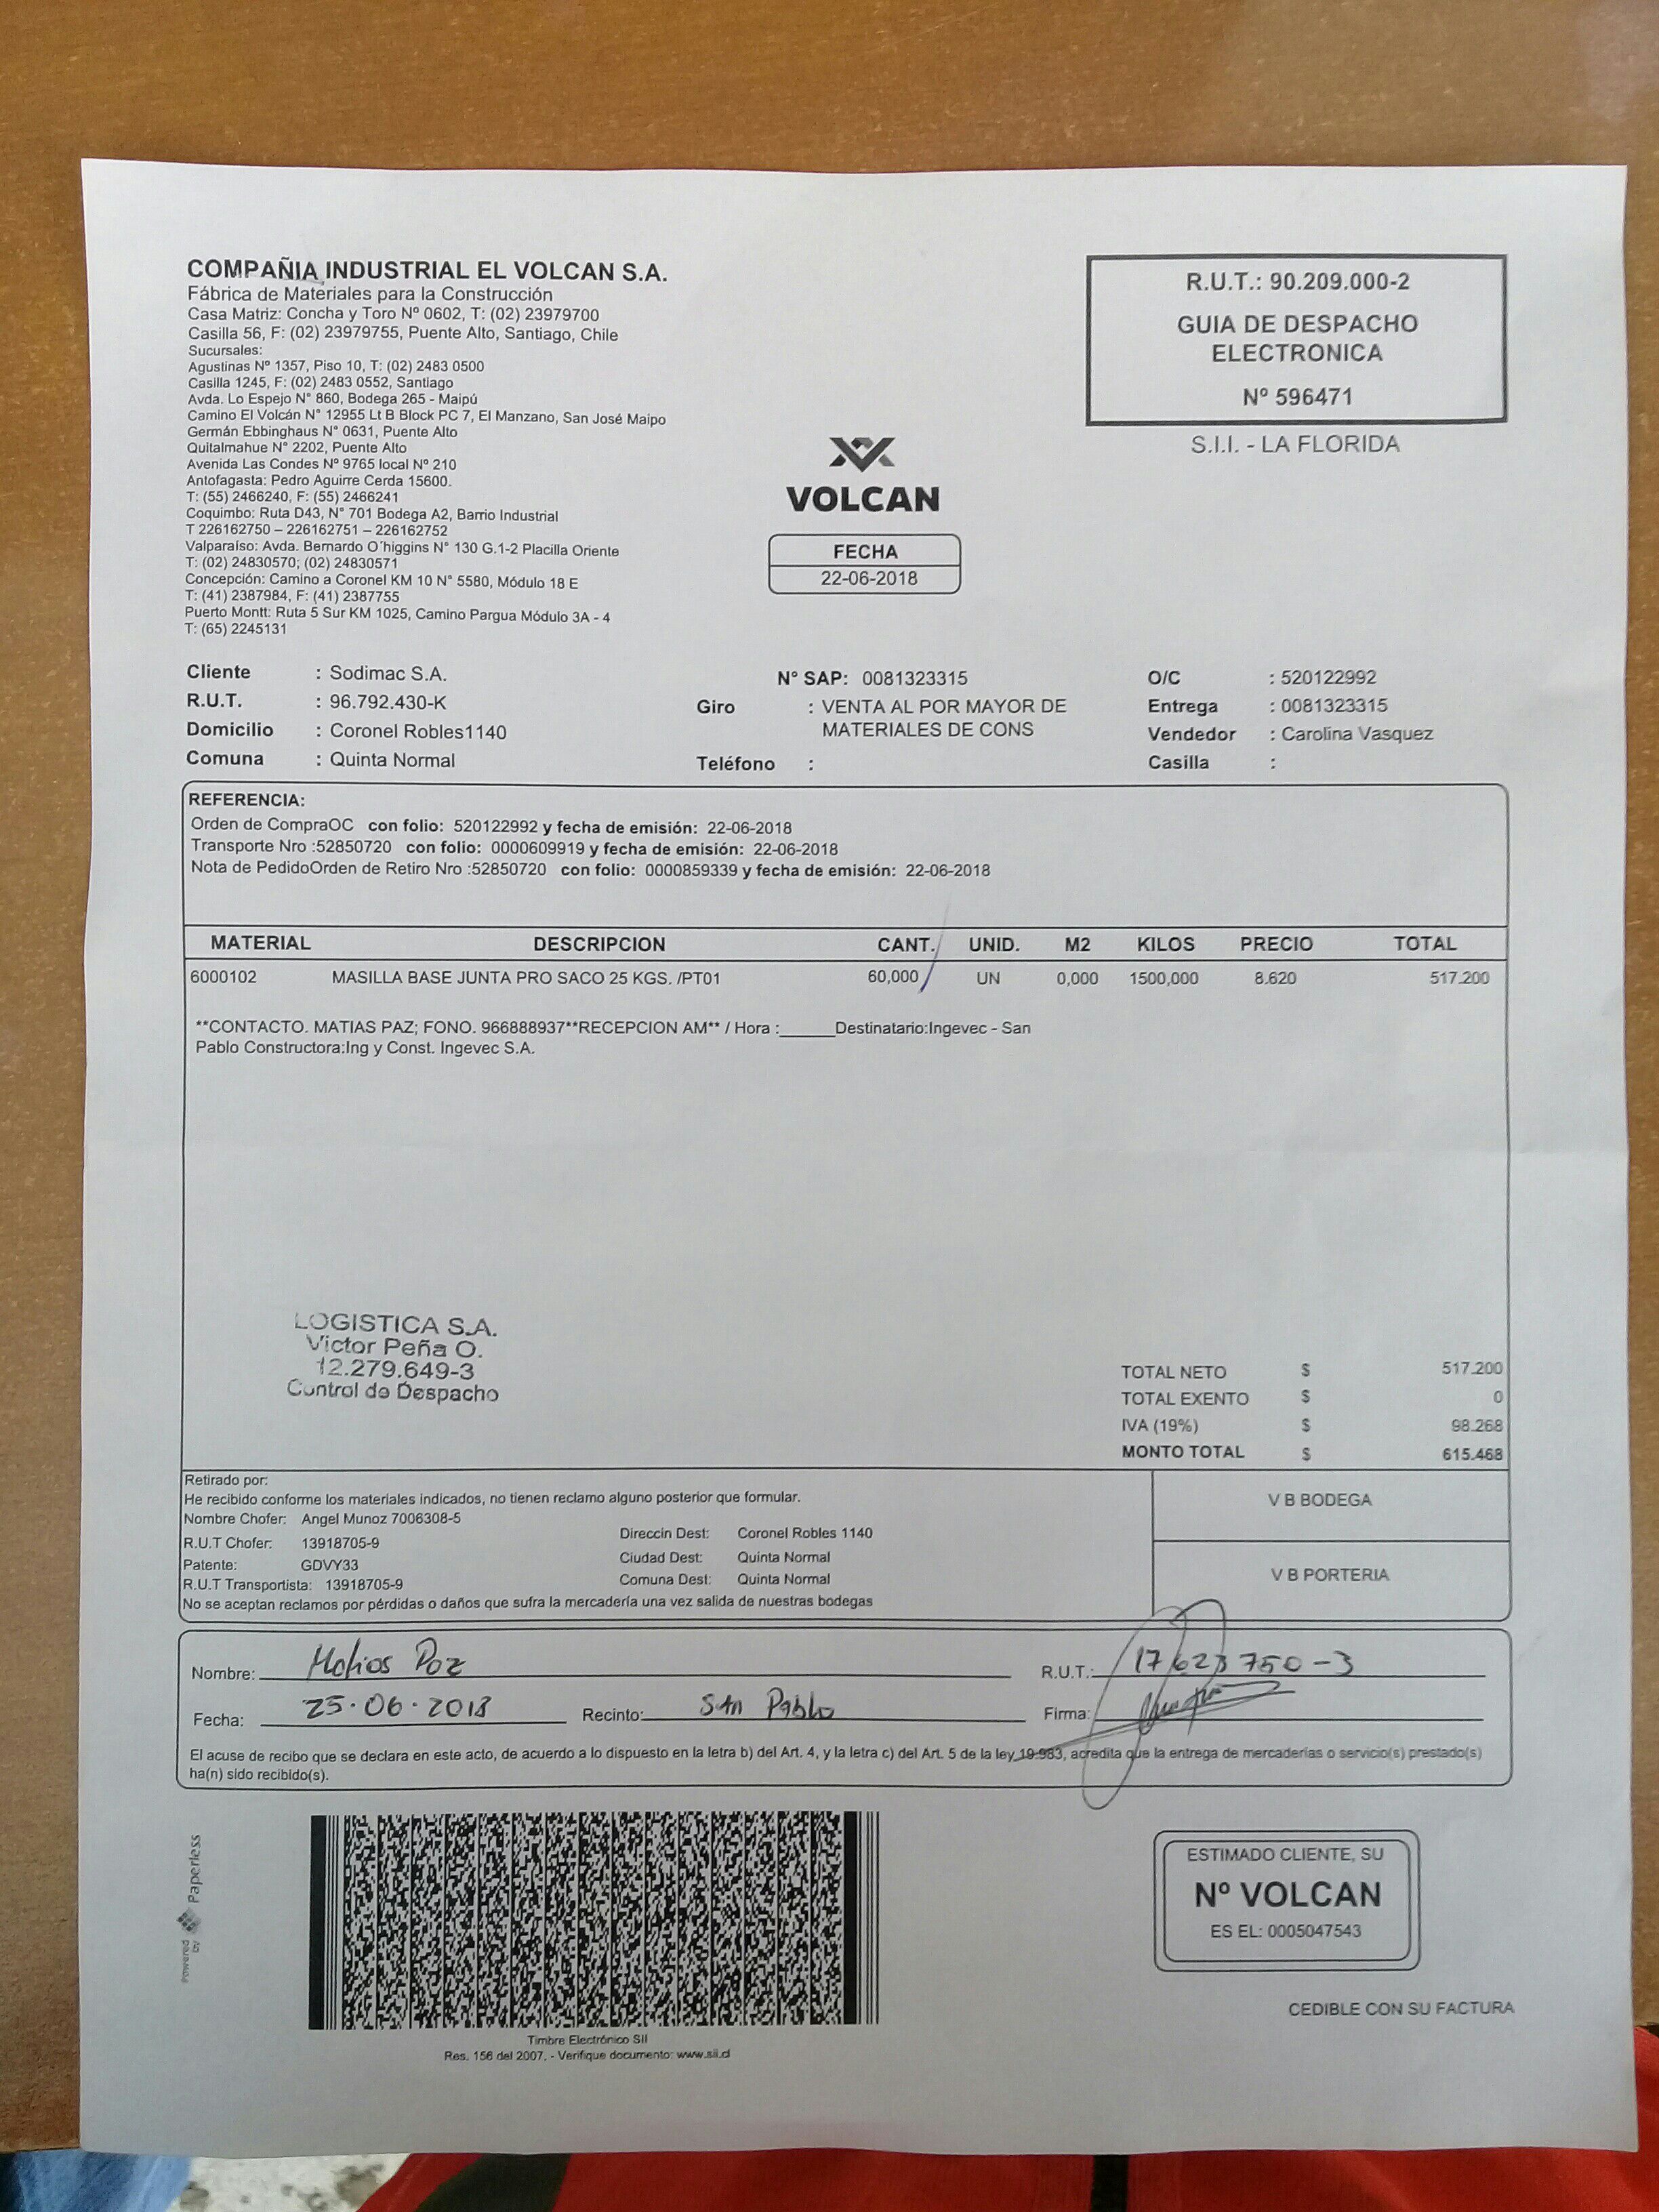 COMPAÑIA INDUSTRIAL EL VOLCAN S.A.
Fábrica de Materiales para la Construcción
Casa Matriz: Concha y Toro Nº 0602, T: (02) 23979700
Casilla 56, F: (02) 23979755, Puente Alto, Santiago, Chile
Sucursales:
Agustinas Nº 1357, Piso 10, T: (02) 2483 0500
Casilla 1245, F: (02) 2483 0552, Santiago
Avda. Lo Espejo N° 860, Bodega 265 - Maipú
Camino El Volcán N° 12955 Lt B Block PC 7, El Manzano, San José Maipo
Germán Ebbinghaus N° 0631, Puente Alto
Quitalmahue N° 2202, Puente Alto
Avenida Las Condes Nº 9765 local Nº 210
Antofagasta: Pedro Aguirre Cerda 15600.
T: (55) 2466240, F: (55) 2466241
Coquimbo: Ruta D43, N° 701 Bodega A2, Barrio Industrial
T 226162750 – 226162751 – 226162752
Valparaíso: Avda. Bernardo O´higgins N° 130 G.1-2 Placilla Oriente
T: (02) 24830570; (02) 24830571
Concepción: Camino a Coronel KM 10 N° 5580, Módulo 18 E
T: (41) 2387984, F: (41) 2387755
Puerto Montt: Ruta 5 Sur KM 1025, Camino Pargua Módulo 3A - 4
T: (65) 2245131
VOLCAN
FECHA
22-06-2018
R.U.T.: 90.209.000-2
GUIA DE DESPACHO
ELECTRONICA
Nº 596471
S.I.I. - LA FLORIDA
Cliente : Sodimac S.A. N° SAP: 0081323315 O/C : 520122992
R.U.T. : 96.792.430-K Giro : VENTA AL POR MAYOR DE Entrega : 0081323315
Domicilio : Coronel Robles1140 MATERIALES DE CONS Vendedor : Carolina Vasquez
Comuna : Quinta Normal Teléfono : Casilla :
REFERENCIA:
Orden de CompraOC con folio: 520122992 y fecha de emisión: 22-06-2018
Transporte Nro :52850720 con folio: 0000609919 y fecha de emisión: 22-06-2018
Nota de PedidoOrden de Retiro Nro :52850720 con folio: 0000859339 y fecha de emisión: 22-06-2018
MATERIAL DESCRIPCION CANT. UNID. M2 KILOS PRECIO TOTAL
6000102 MASILLA BASE JUNTA PRO SACO 25 KGS. /PT01 60,000 UN 0,000 1500,000 8.620 517.200
**CONTACTO. MATIAS PAZ; FONO. 966888937**RECEPCION AM** / Hora :______Destinatario:Ingevec - San
Pablo Constructora:Ing y Const. Ingevec S.A.
LOGISTICA S.A.
Victor Peña O.
12.279.649-3
Control de Despacho
TOTAL NETO $ 517.200
TOTAL EXENTO $ 0
IVA (19%) $ 98.268
MONTO TOTAL $ 615.468
Retirado por:
He recibido conforme los materiales indicados, no tienen reclamo alguno posterior que formular.
Nombre Chofer: Angel Munoz 7006308-5
R.U.T Chofer: 13918705-9 Direccin Dest: Coronel Robles 1140
Patente: GDVY33 Ciudad Dest: Quinta Normal
R.U.T Transportista: 13918705-9 Comuna Dest: Quinta Normal
No se aceptan reclamos por pérdidas o daños que sufra la mercadería una vez salida de nuestras bodegas
V B BODEGA
V B PORTERIA
Nombre: Matias Paz R.U.T.: 17623750-3
Fecha: 25·06·2018 Recinto: SAn Pablo Firma:
El acuse de recibo que se declara en este acto, de acuerdo a lo dispuesto en la letra b) del Art. 4, y la letra c) del Art. 5 de la ley 19.983, acredita que la entrega de mercaderías o servicio(s) prestado(s)
ha(n) sido recibido(s).
Powered by Paperless
Timbre Electrónico SII
Res. 156 del 2007. - Verifique documento: www.sii.cl
ESTIMADO CLIENTE, SU
Nº VOLCAN
ES EL: 0005047543
CEDIBLE CON SU FACTURA